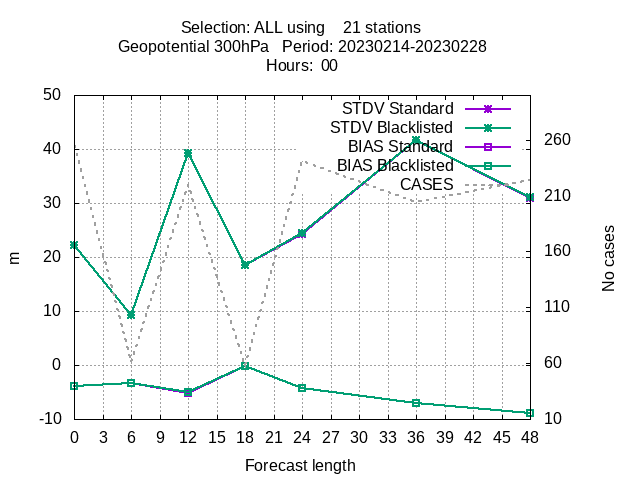 Selection: ALL using    21 stations
Geopotential 300hPa   Period: 20230214-20230228
Hours:  00
STDV Standard
STDV Blacklisted
BIAS Standard
BIAS Blacklisted
CASES
50
40
30
20
10
0
-10
m
260
210
160
110
60
10
No cases
0 3 6 9 12 15 18 21 24 27 30 33 36 39 42 45 48
Forecast length